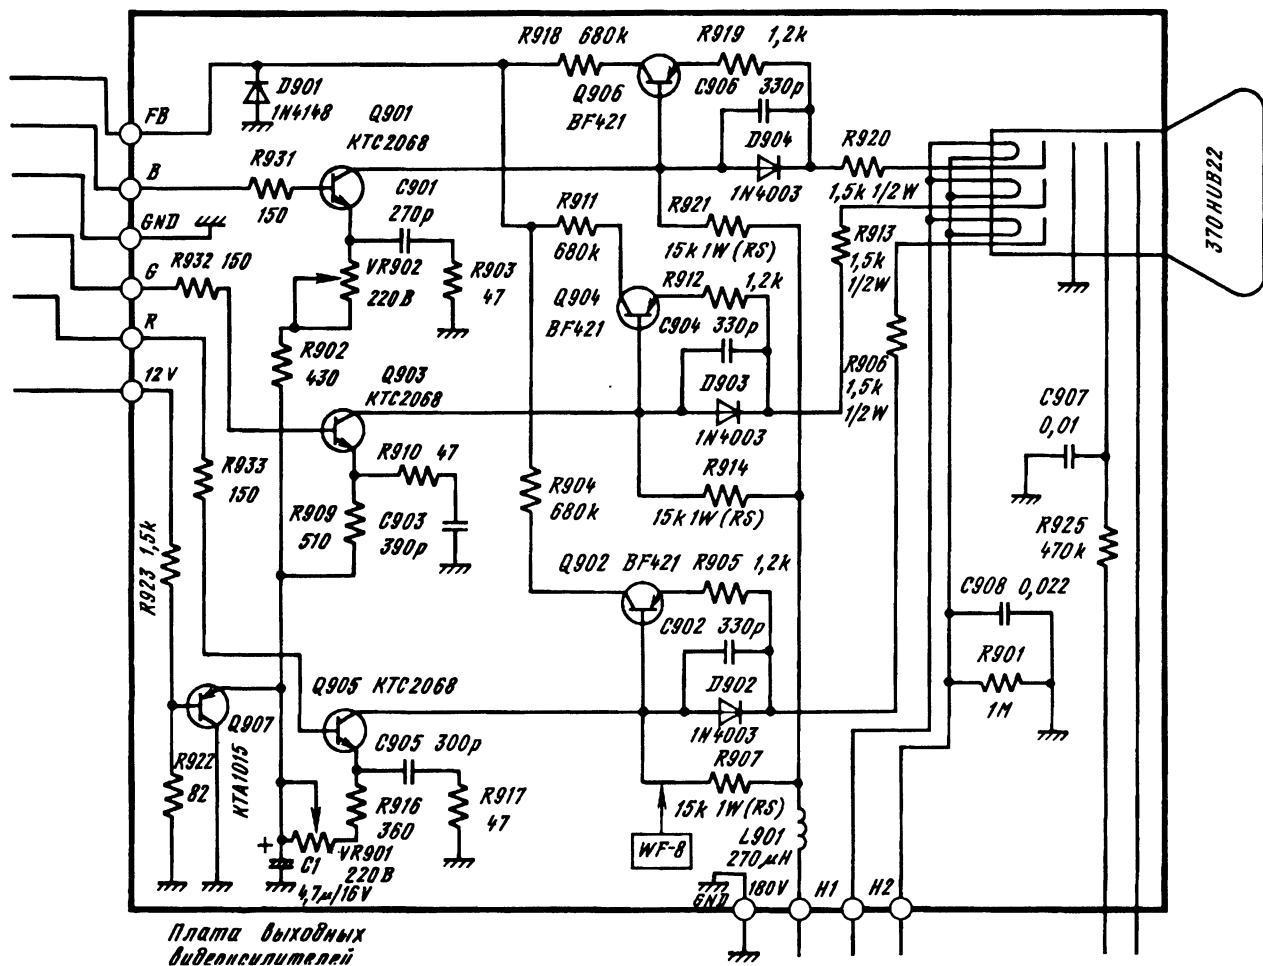 R918 680k
R919 1,2k
D901
1N4148
Q906
BF421
C906 330p
FB
Q901
KTC2068
D904
1N4003
R920
1,5k 1/2W
B
R931
150
C901
270p
R911
680k
R921
15k 1W (RS)
R913
1,5k
1/2W
370HUB22
GND
G
R932 150
VR902
220B
R903
47
R912 1,2k
Q904
BF421
C904 330p
R
R902
430
R906
1,5k
1/2W
12V
Q903
KTC2068
D903
1N4003
C907
0,01
R933
150
R910 47
R914
15k 1W (RS)
R904
680k
R909
510
C903
390p
R925
470k
R923 1,5k
Q902 BF421
R905 1,2k
C908 0,022
C902 330p
R901
1M
Q905 KTC2068
D902
1N4003
Q907
KTA1015
C905 300p
R907
15k 1W (RS)
R922
82
R916
360
R917
47
WF-8
L901
270μH
+
C1
4,7μ/16V
VR901
220B
GND
180V
H1
H2
Плата выходных
видеоусилителей